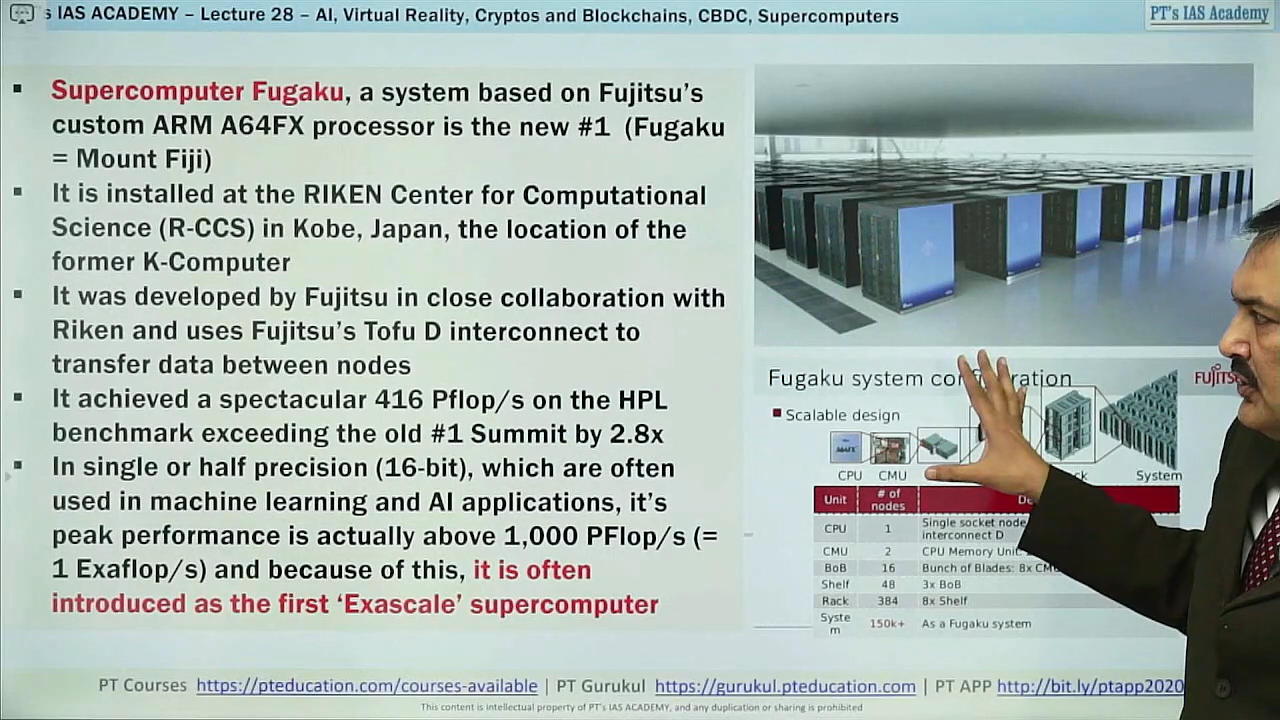 s IAS ACADEMY – Lecture 28 – AI, Virtual Reality, Cryptos and Blockchains, CBDC, Supercomputers
PT's IAS Academy
▪ Supercomputer Fugaku, a system based on Fujitsu's
custom ARM A64FX processor is the new #1 (Fugaku
= Mount Fiji)
▪ It is installed at the RIKEN Center for Computational
Science (R-CCS) in Kobe, Japan, the location of the
former K-Computer
▪ It was developed by Fujitsu in close collaboration with
Riken and uses Fujitsu's Tofu D interconnect to
transfer data between nodes
▪ It achieved a spectacular 416 Pflop/s on the HPL
benchmark exceeding the old #1 Summit by 2.8x
▪ In single or half precision (16-bit), which are often
used in machine learning and AI applications, it's
peak performance is actually above 1,000 PFlop/s (=
1 Exaflop/s) and because of this, it is often
introduced as the first 'Exascale' supercomputer
Fugaku system
FUJITS
Scalable design
CPU CMU System
Unit # of
nodes
CPU 1 Single socket node
interconnect D
CMU 2 CPU Memory Unit:
BoB 16 Bunch of Blades: 8x CM
Shelf 48 3x BoB
Rack 384 8x Shelf
Syste
m 150k+ As a Fugaku system
PT Courses https://pteducation.com/courses-available | PT Gurukul https://gurukul.pteducation.com | PT APP http://bit.ly/ptapp2020
This content is intellectual property of PT's IAS ACADEMY, and any duplication or sharing is prohibited